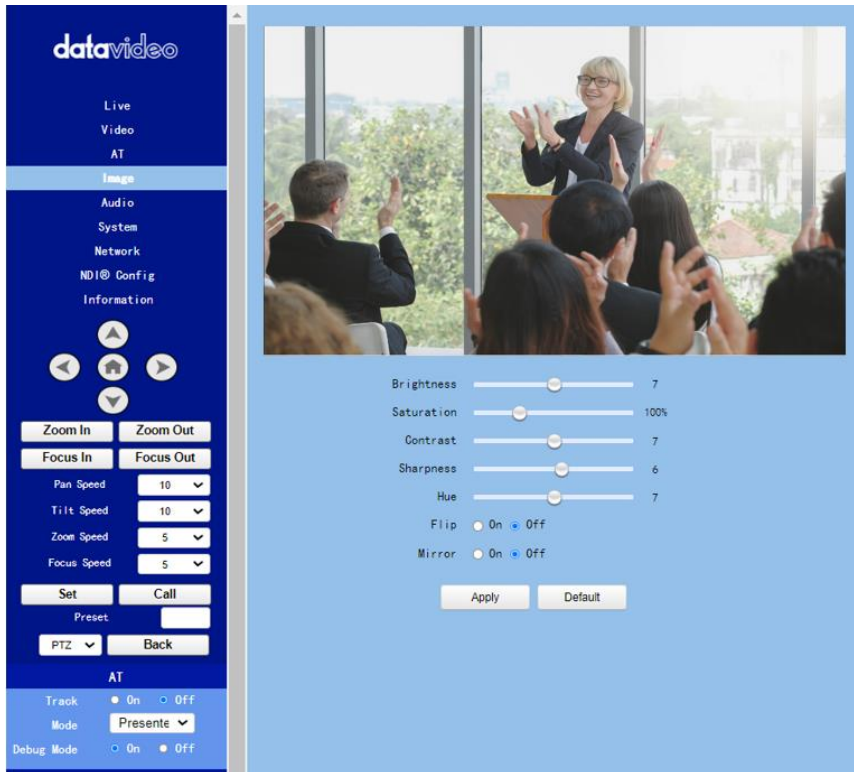 datavideo
Live
Video
AT
Image
Audio
System
Network
NDI® Config
Information
Zoom In Zoom Out
Focus In Focus Out
Pan Speed 10
Tilt Speed 10
Zoom Speed 5
Focus Speed 5
Set Call
Preset
PTZ Back
AT
Track On Off
Mode Presente
Debug Mode On Off
Brightness 7
Saturation 100%
Contrast 7
Sharpness 6
Hue 7
Flip On Off
Mirror On Off
Apply Default